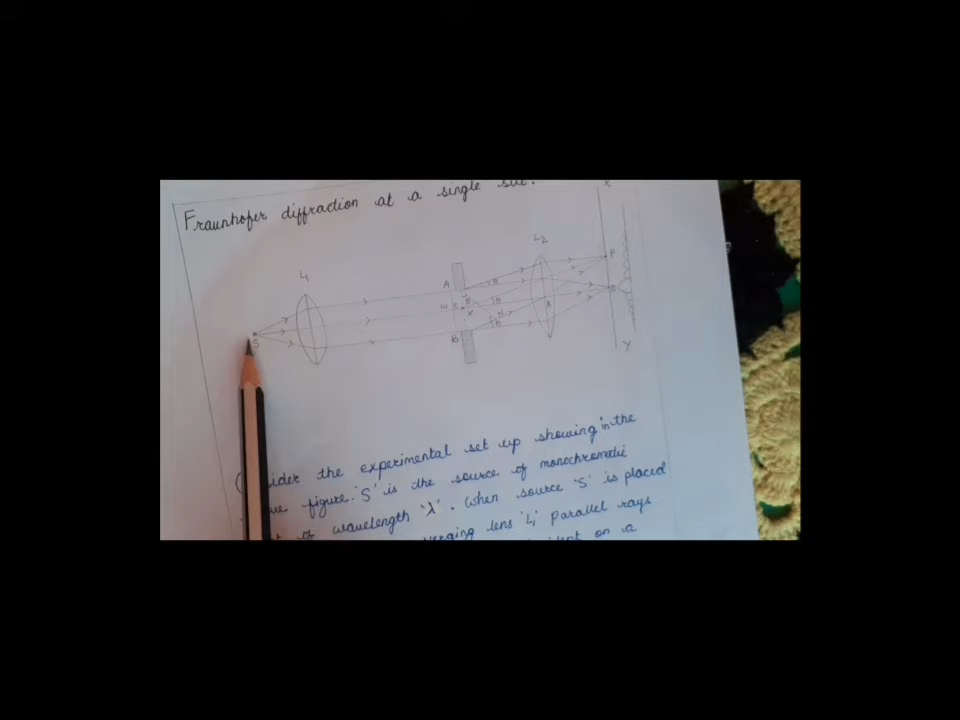 Fraunhofer diffraction at a single slit.
X
L1
L2
A
P
θ
θ
θ
N
θ
B
S
Y
the experimental set up showing in the
figure. 'S' is the source of monochromatic
of wavelength 'λ'. When source 'S' is placed
lens 'L1' parallel rays
on a